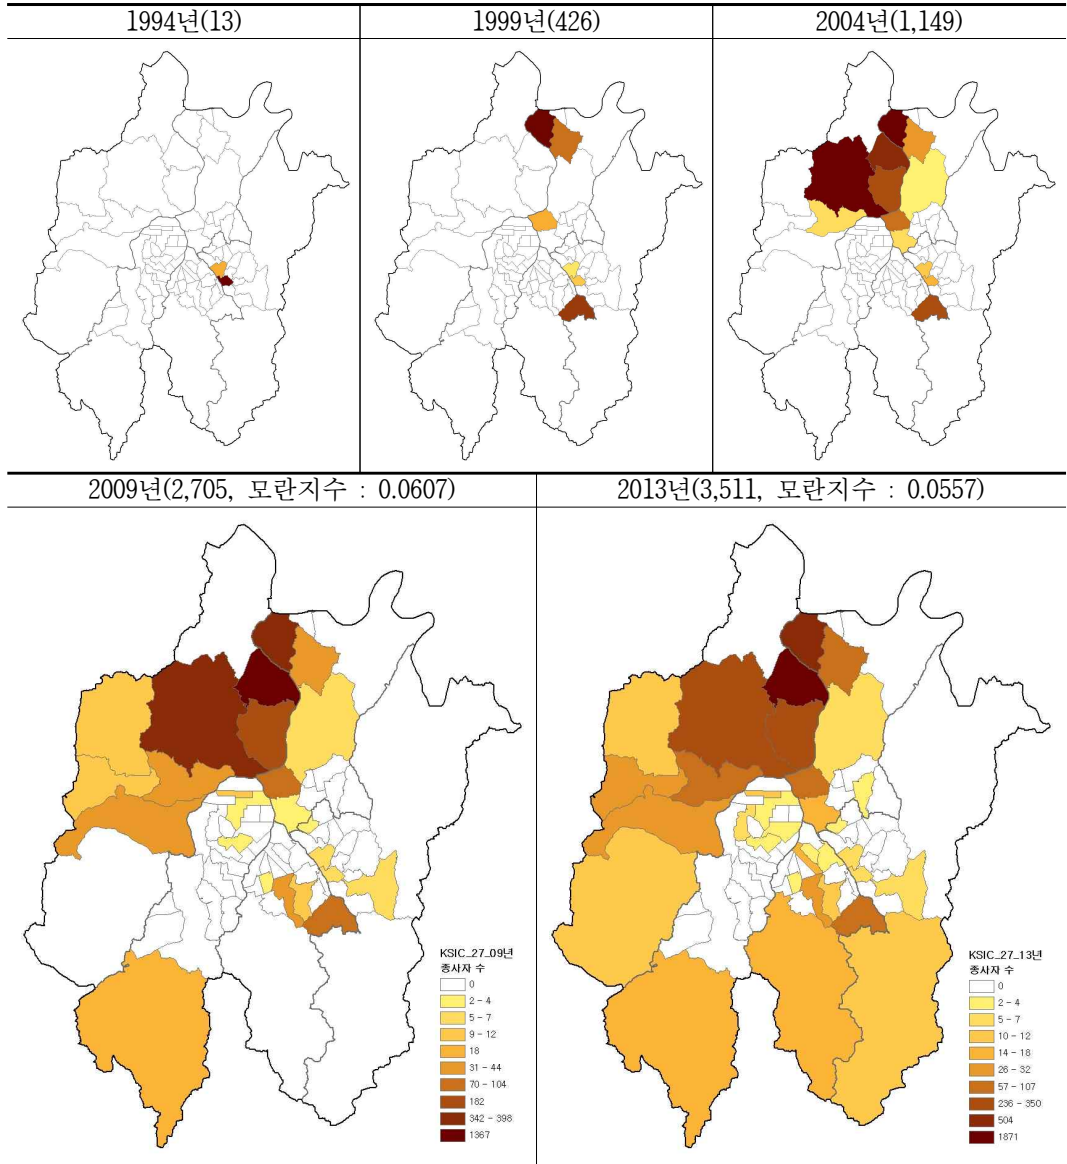 1994년(13)
1999년(426)
2004년(1,149)
2009년(2,705, 모란지수 : 0.0607)
2013년(3,511, 모란지수 : 0.0557)
KSIC_27_09년
종사자 수
0
2 - 4
5 - 7
9 - 12
18
31 - 44
70 - 104
182
342 - 398
1367
KSIC_27_13년
종사자 수
0
2 - 4
5 - 7
10 - 12
14 - 18
26 - 32
57 - 107
236 - 350
504
1871